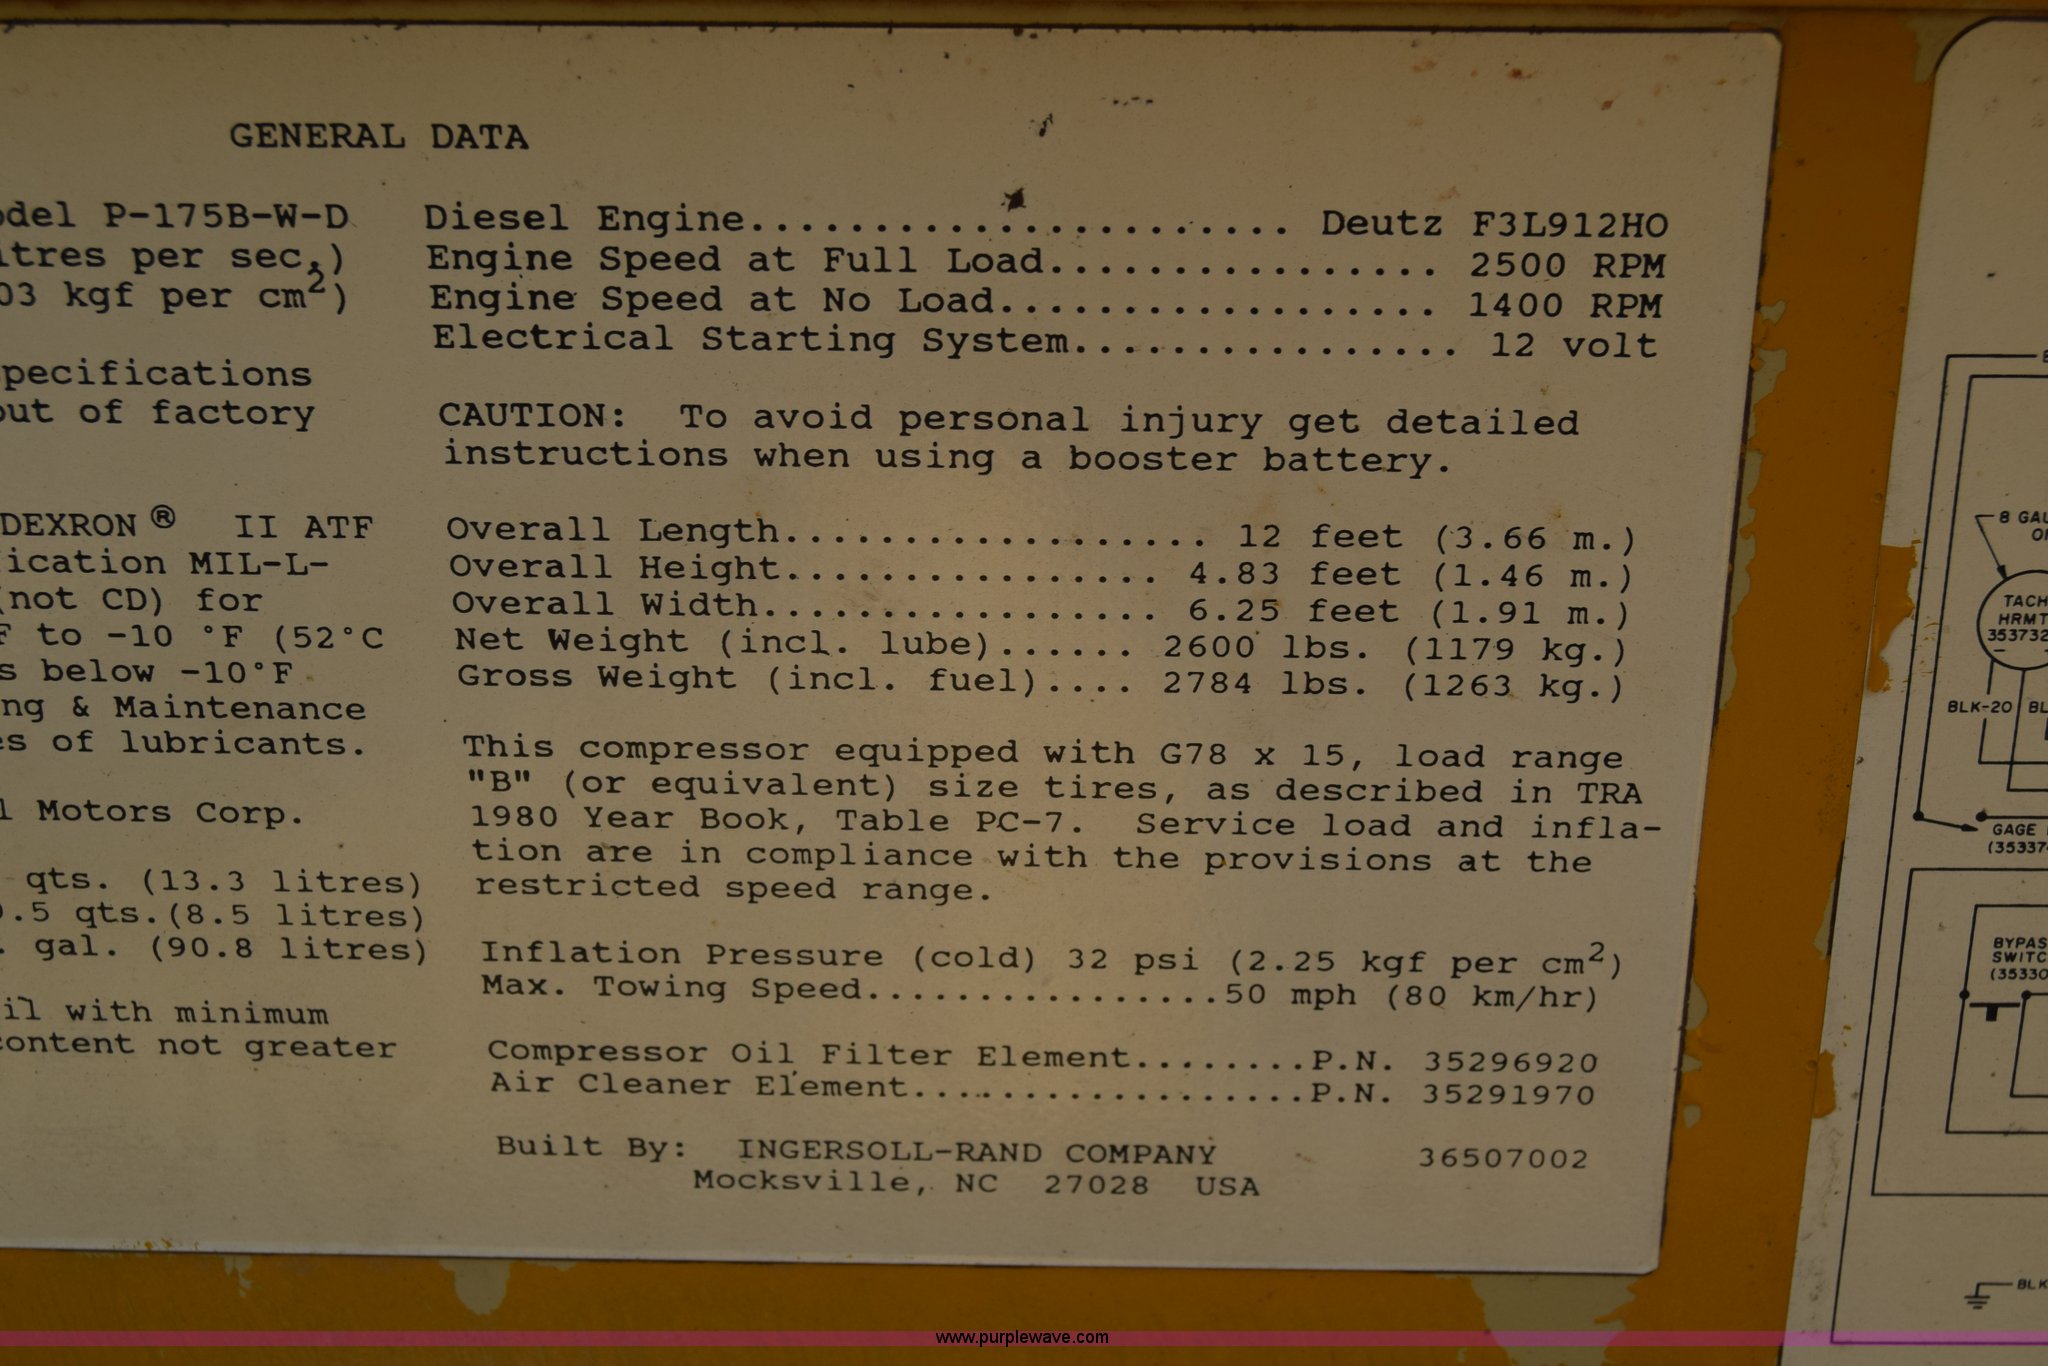 GENERAL DATA
odel P-175B-W-D
itres per sec.)
03 kgf per cm2)
pecifications
out of factory
DEXRON® II ATF
ication MIL-L-
(not CD) for
F to -10 °F (52°C
s below -10°F
ng & Maintenance
es of lubricants.
l Motors Corp.
qts. (13.3 litres)
.5 qts.(8.5 litres)
. gal. (90.8 litres)
il with minimum
content not greater
Diesel Engine...................... Deutz F3L912HO
Engine Speed at Full Load................ 2500 RPM
Engine Speed at No Load.................. 1400 RPM
Electrical Starting System................ 12 volt
CAUTION: To avoid personal injury get detailed
instructions when using a booster battery.
Overall Length.................. 12 feet (3.66 m.)
Overall Height................ 4.83 feet (1.46 m.)
Overall Width................. 6.25 feet (1.91 m.)
Net Weight (incl. lube)...... 2600 lbs. (1179 kg.)
Gross Weight (incl. fuel).... 2784 lbs. (1263 kg.)
This compressor equipped with G78 x 15, load range
"B" (or equivalent) size tires, as described in TRA
1980 Year Book, Table PC-7. Service load and infla-
tion are in compliance with the provisions at the
restricted speed range.
Inflation Pressure (cold) 32 psi (2.25 kgf per cm2)
Max. Towing Speed................50 mph (80 km/hr)
Compressor Oil Filter Element........P.N. 35296920
Air Cleaner Element..................P.N. 35291970
Built By: INGERSOLL-RAND COMPANY 36507002
Mocksville, NC 27028 USA
8 GAU
TACH
HRMT
353732
BLK-20 BL
GAGE
(35337
BYPAS
SWITC
(35330
BLK
www.purplewave.com